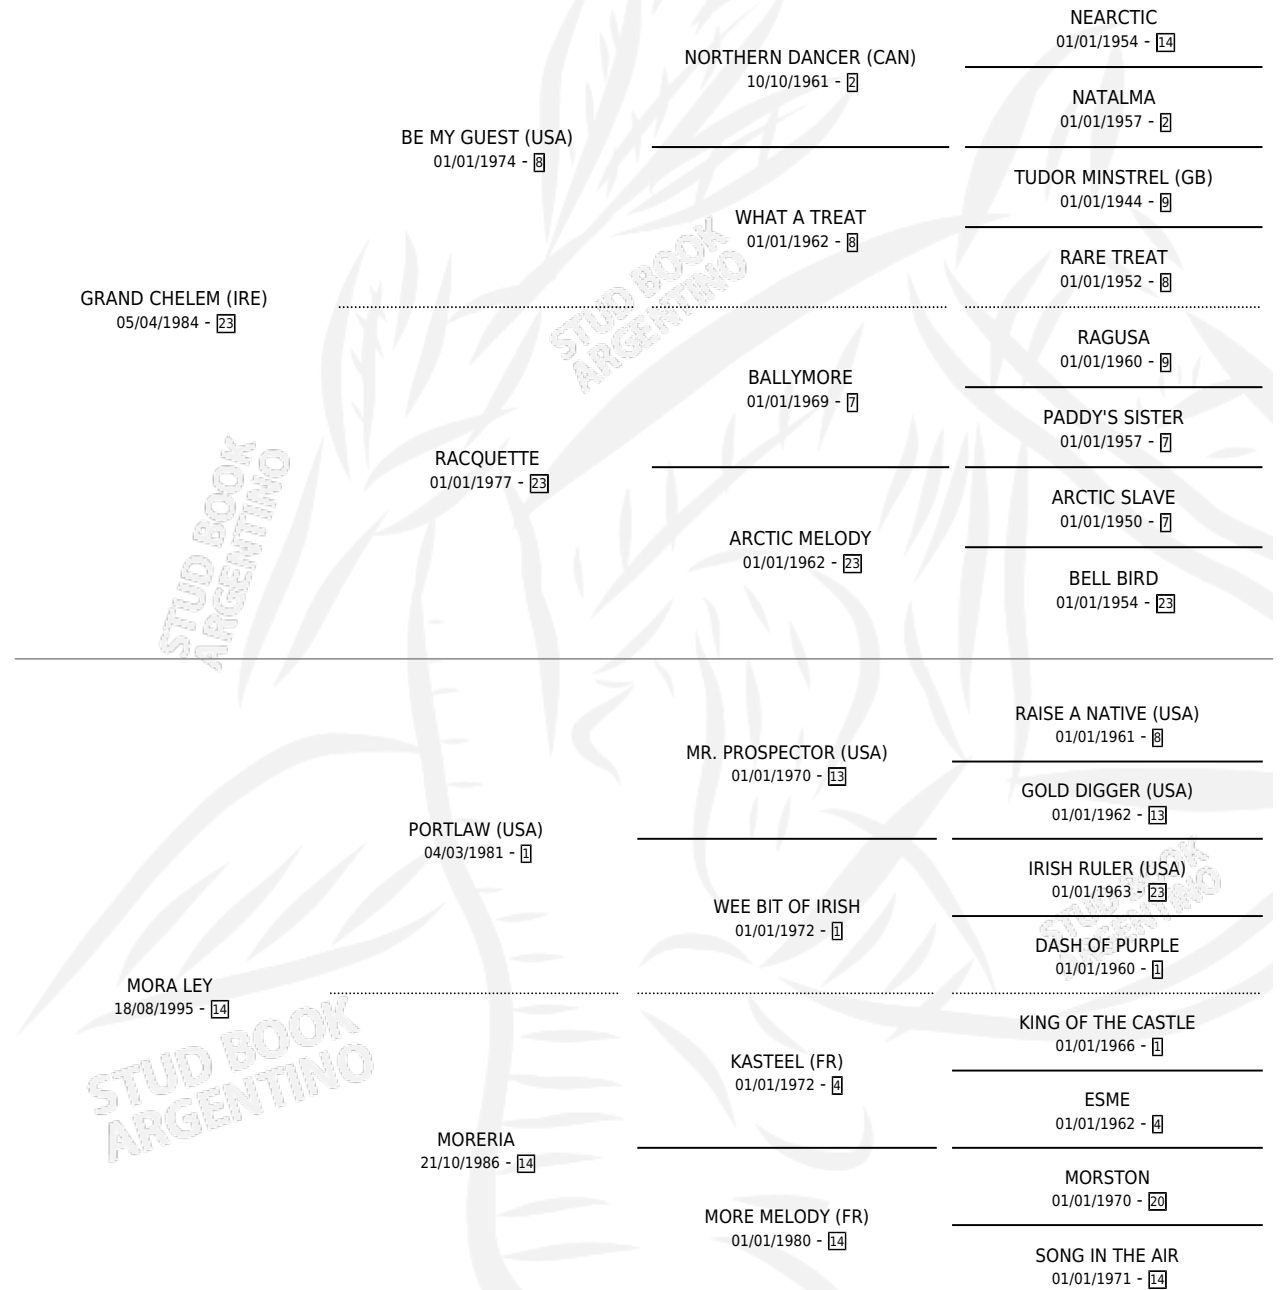 NEARCTIC
01/01/1954 - 14
NORTHERN DANCER (CAN)
10/10/1961 - 2
NATALMA
01/01/1957 - 2
BE MY GUEST (USA)
01/01/1974 - 8
TUDOR MINSTREL (GB)
01/01/1944 - 9
WHAT A TREAT
01/01/1962 - 8
RARE TREAT
01/01/1952 - 8
GRAND CHELEM (IRE)
05/04/1984 - 23
RAGUSA
01/01/1960 - 9
BALLYMORE
01/01/1969 - 7
PADDY'S SISTER
01/01/1957 - 7
RACQUETTE
01/01/1977 - 23
ARCTIC SLAVE
01/01/1950 - 7
ARCTIC MELODY
01/01/1962 - 23
BELL BIRD
01/01/1954 - 23
RAISE A NATIVE (USA)
01/01/1961 - 8
MR. PROSPECTOR (USA)
01/01/1970 - 13
GOLD DIGGER (USA)
01/01/1962 - 13
PORTLAW (USA)
04/03/1981 - 1
IRISH RULER (USA)
01/01/1963 - 23
WEE BIT OF IRISH
01/01/1972 - 1
DASH OF PURPLE
01/01/1960 - 1
MORA LEY
18/08/1995 - 14
KING OF THE CASTLE
01/01/1966 - 1
KASTEEL (FR)
01/01/1972 - 4
ESME
01/01/1962 - 4
MORERIA
21/10/1986 - 14
MORSTON
01/01/1970 - 20
MORE MELODY (FR)
01/01/1980 - 14
SONG IN THE AIR
01/01/1971 - 14
STUD BOOK
ARGENTINO
STUD BOOK
ARGENTINO
STUD BOOK
ARGENTINO
STUD BOOK
ARGENTINO